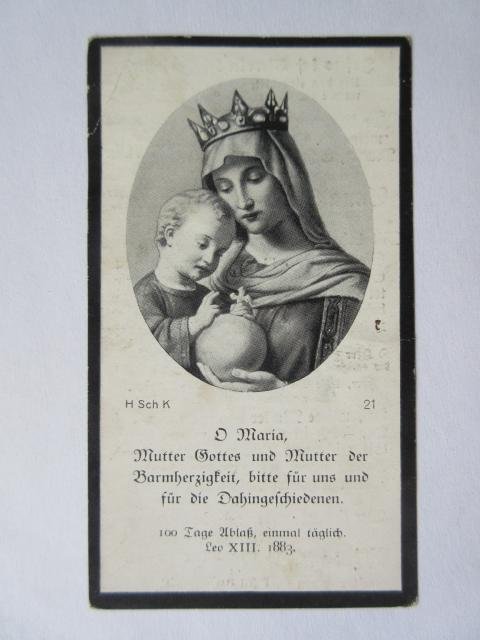 H Sch K 21
O Maria,
Mutter Gottes und Mutter der
Barmherzigkeit, bitte für uns und
für die Dahingeschiedenen.
100 Tage Ablaß, einmal täglich.
Leo XIII. 1883.